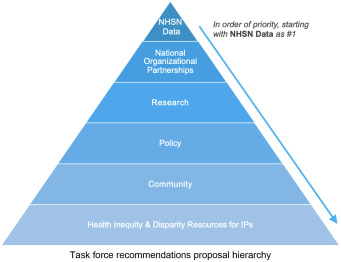 NHSN
Data
In order of priority, starting
with NHSN Data as #1
National
Organizational
Partnerships
Research
Policy
Community
Health Inequity & Disparity Resources for IPs
Task force recommendations proposal hierarchy